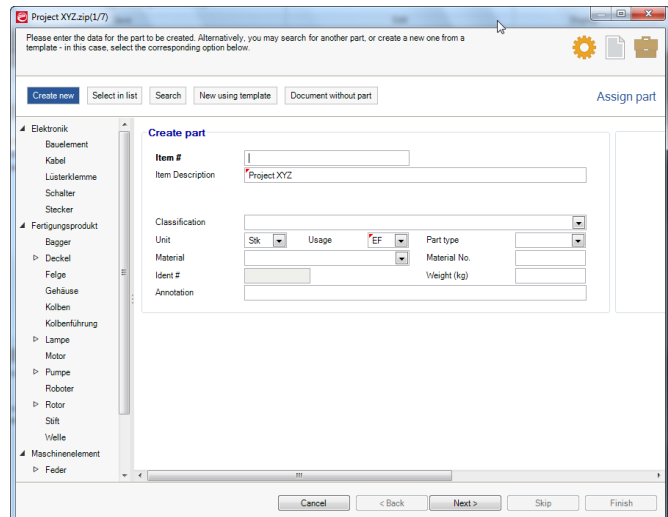 Project XYZ.zip(1/7)
Please enter the data for the part to be created. Alternatively, you may search for another part, or create a new one from a
template - in this case, select the corresponding option below.
Create new
Select in list
Search
New using template
Document without part
Assign part
Elektronik
Bauelement
Kabel
Lüsterklemme
Schalter
Stecker
Fertigungsprodukt
Bagger
Deckel
Felge
Gehäuse
Kolben
Kolbenführung
Lampe
Motor
Pumpe
Roboter
Rotor
Stift
Welle
Maschinenelement
Feder
Create part
Item #
Item Description Project XYZ
Classification
Unit Stk Usage EF Part type
Material Material No.
Ident # Weight (kg)
Annotation
Cancel < Back Next > Skip Finish